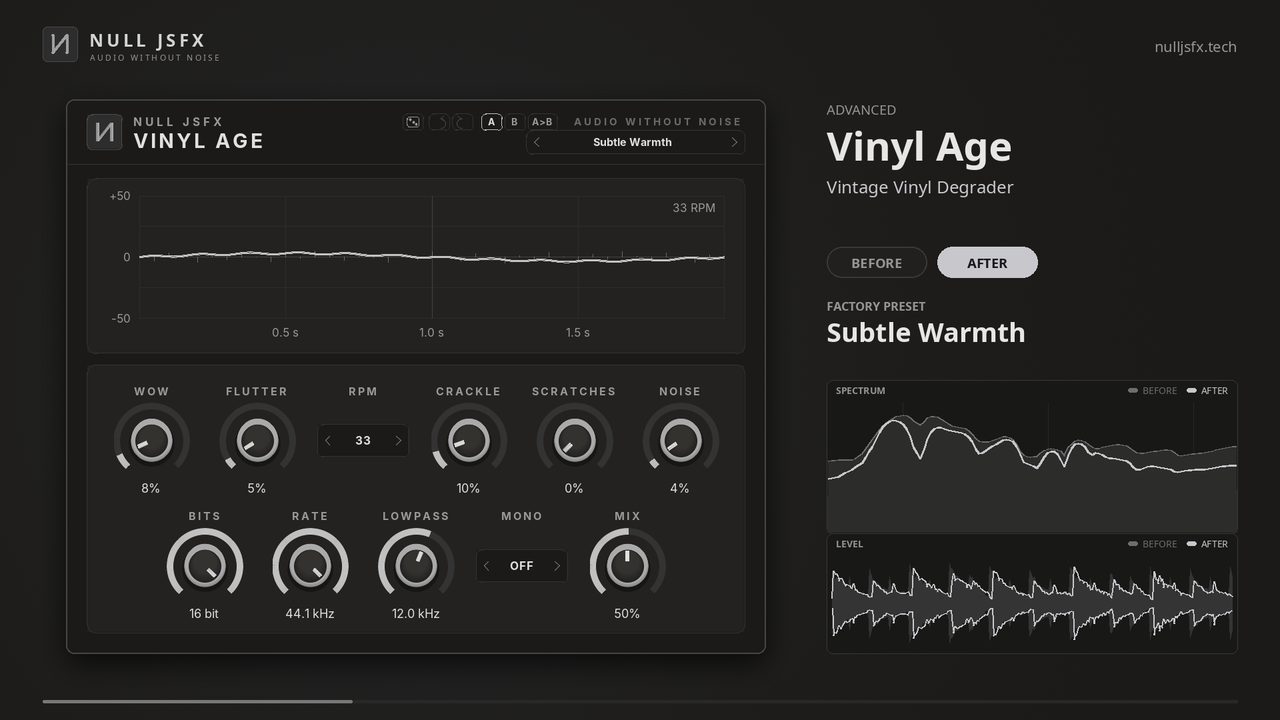 NULL JSFX
AUDIO WITHOUT NOISE
nulljsfx.tech
NULL JSFX
VINYL AGE
A
B
A>B
AUDIO WITHOUT NOISE
Subtle Warmth
+50
0
-50
33 RPM
0.5 s
1.0 s
1.5 s
WOW
FLUTTER
RPM
CRACKLE
SCRATCHES
NOISE
33
8%
5%
10%
0%
4%
BITS
RATE
LOWPASS
MONO
MIX
OFF
16 bit
44.1 kHz
12.0 kHz
50%
ADVANCED
Vinyl Age
Vintage Vinyl Degrader
BEFORE
AFTER
FACTORY PRESET
Subtle Warmth
SPECTRUM
BEFORE
AFTER
LEVEL
BEFORE
AFTER